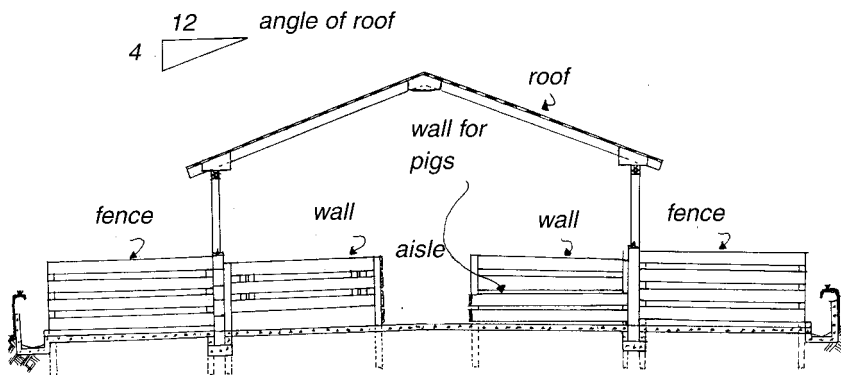 12
angle of roof
4
roof
wall for
pigs
fence
wall
aisle
wall
fence